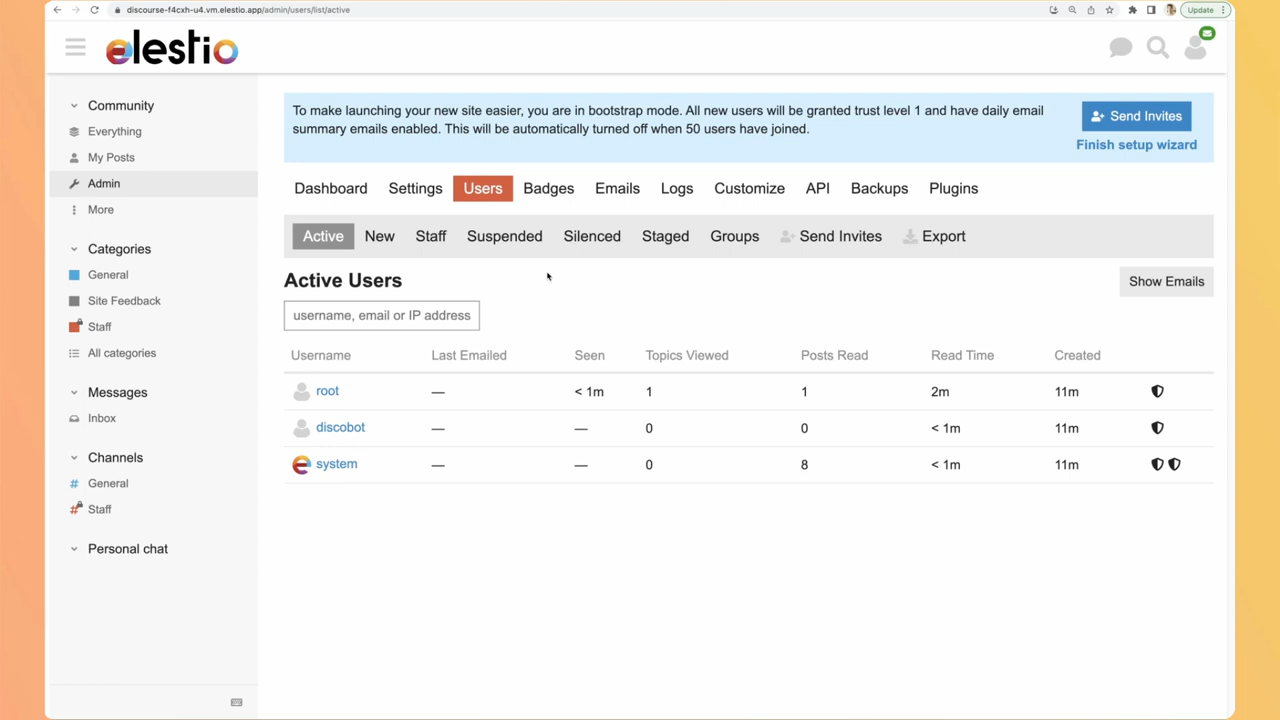 discourse-f4cxh-u4.vm.elestio.app/admin/users/list/active
Update
elestio
Community
Everything
My Posts
Admin
More
Categories
General
Site Feedback
Staff
All categories
Messages
Inbox
Channels
# General
# Staff
Personal chat
To make launching your new site easier, you are in bootstrap mode. All new users will be granted trust level 1 and have daily email
summary emails enabled. This will be automatically turned off when 50 users have joined.
Send Invites
Finish setup wizard
Dashboard Settings Users Badges Emails Logs Customize API Backups Plugins
Active New Staff Suspended Silenced Staged Groups Send Invites Export
Active Users
Show Emails
username, email or IP address
Username Last Emailed Seen Topics Viewed Posts Read Read Time Created
root — < 1m 1 1 2m 11m
discobot — — 0 0 < 1m 11m
system — — 0 8 < 1m 11m